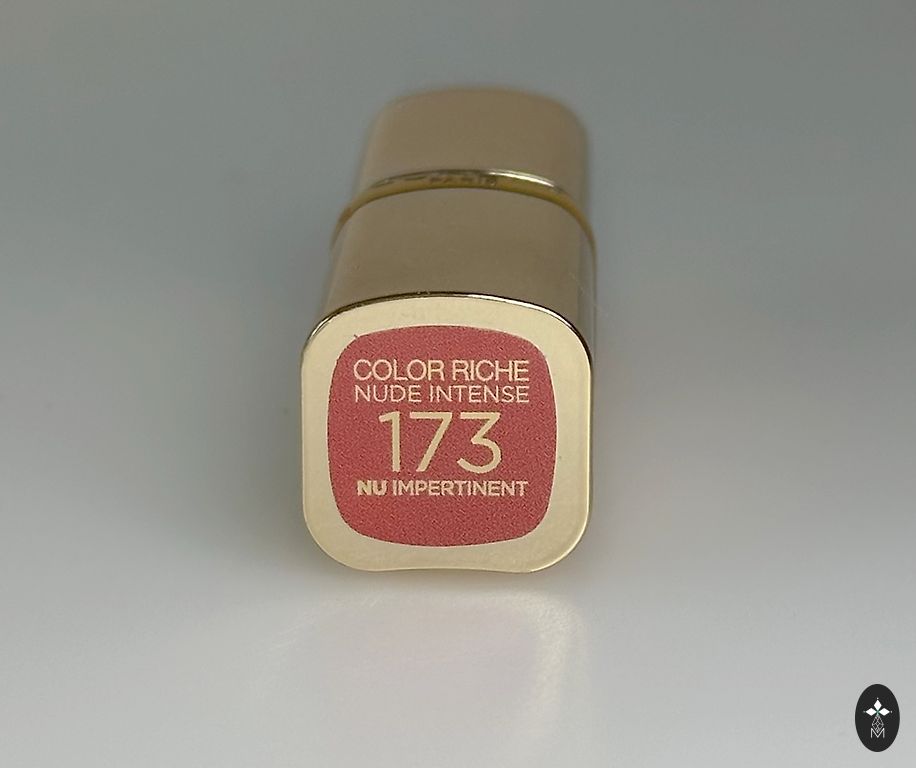 COLOR RICHE
NUDE INTENSE
173
NU IMPERTINENT
M